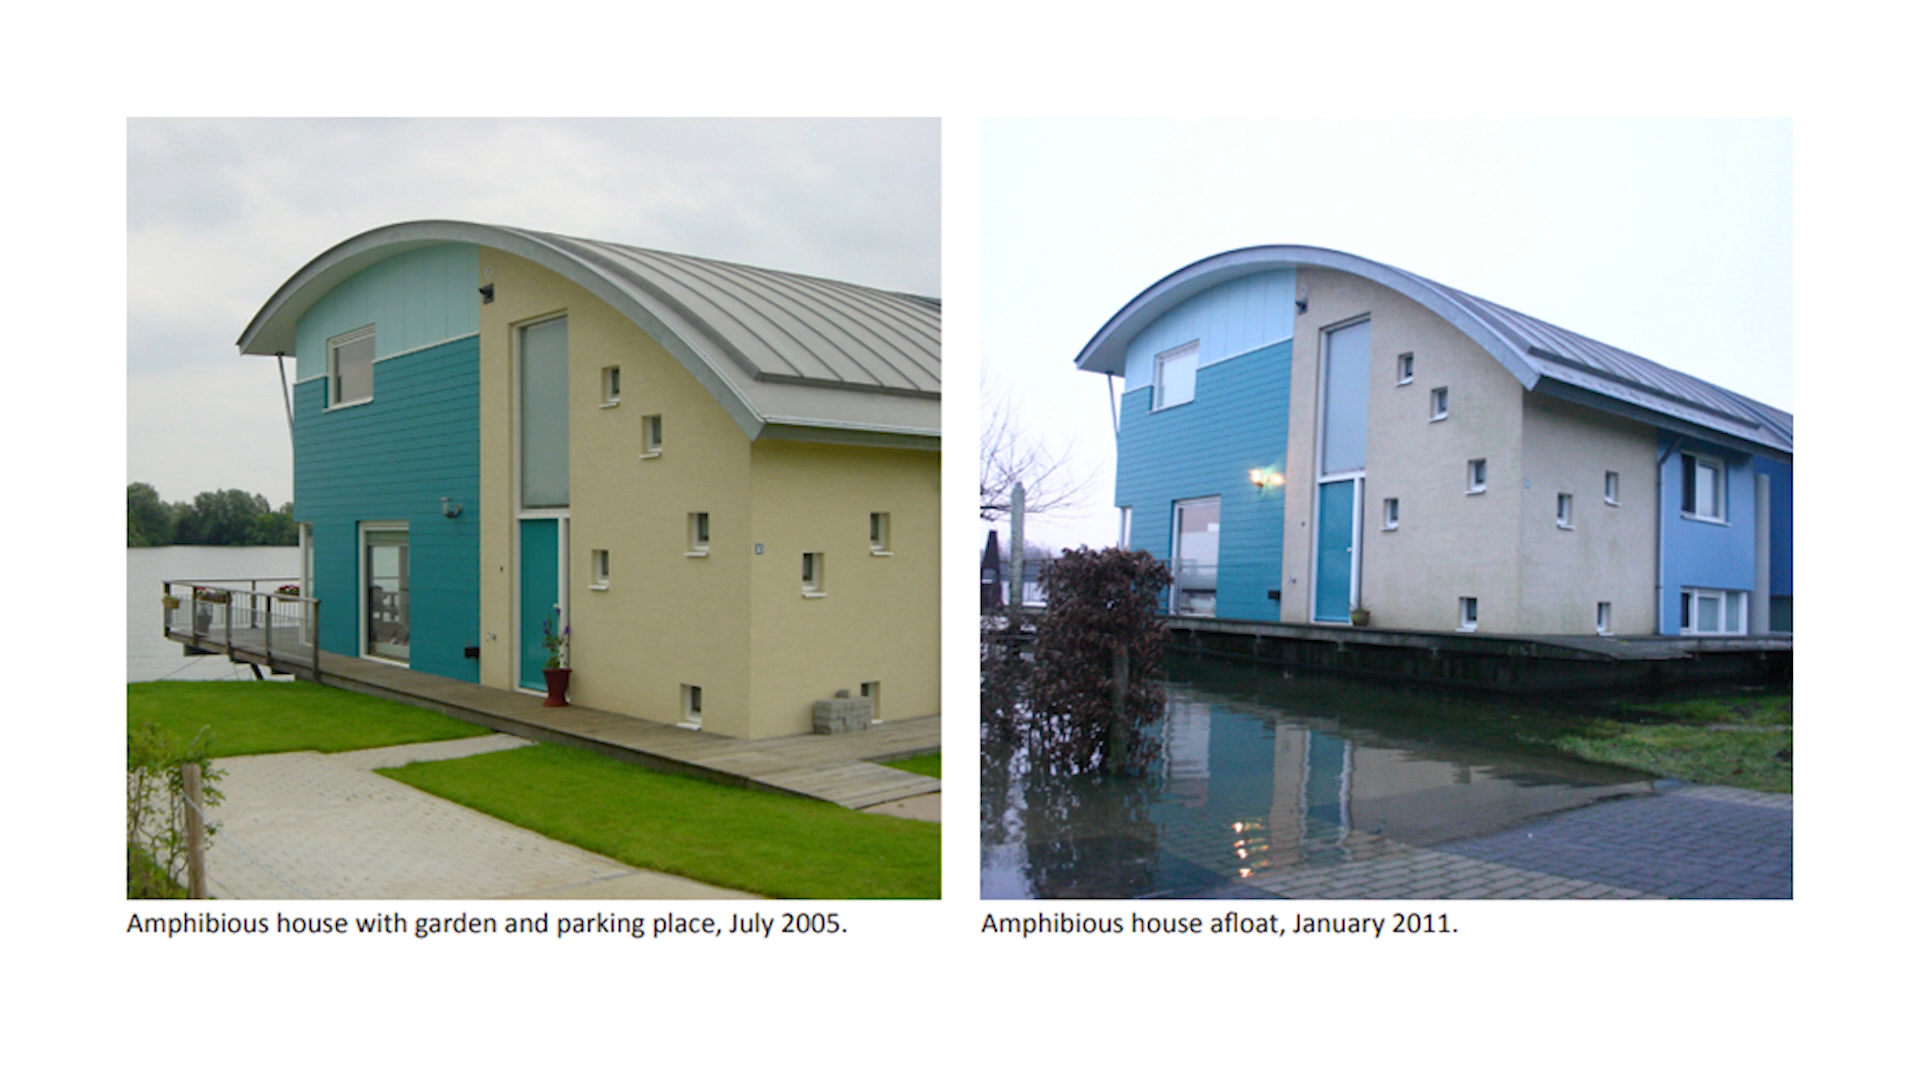 Amphibious house with garden and parking place, July 2005.
Amphibious house afloat, January 2011.